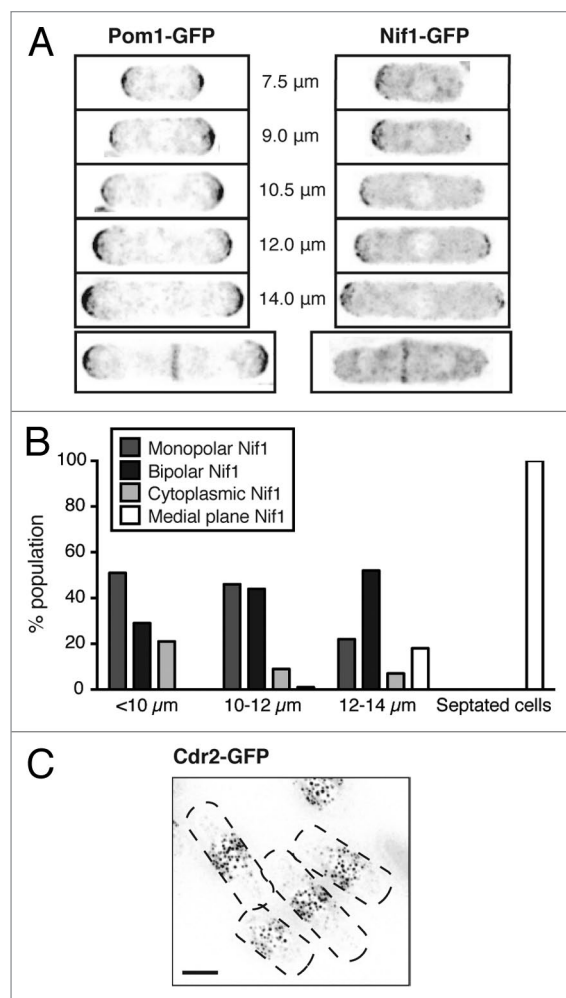 A
Pom1-GFP Nif1-GFP
7.5 µm
9.0 µm
10.5 µm
12.0 µm
14.0 µm
B
Monopolar Nif1
Bipolar Nif1
Cytoplasmic Nif1
Medial plane Nif1
% population
100
80
60
40
20
0
<10 µm 10-12 µm 12-14 µm Septated cells
C
Cdr2-GFP